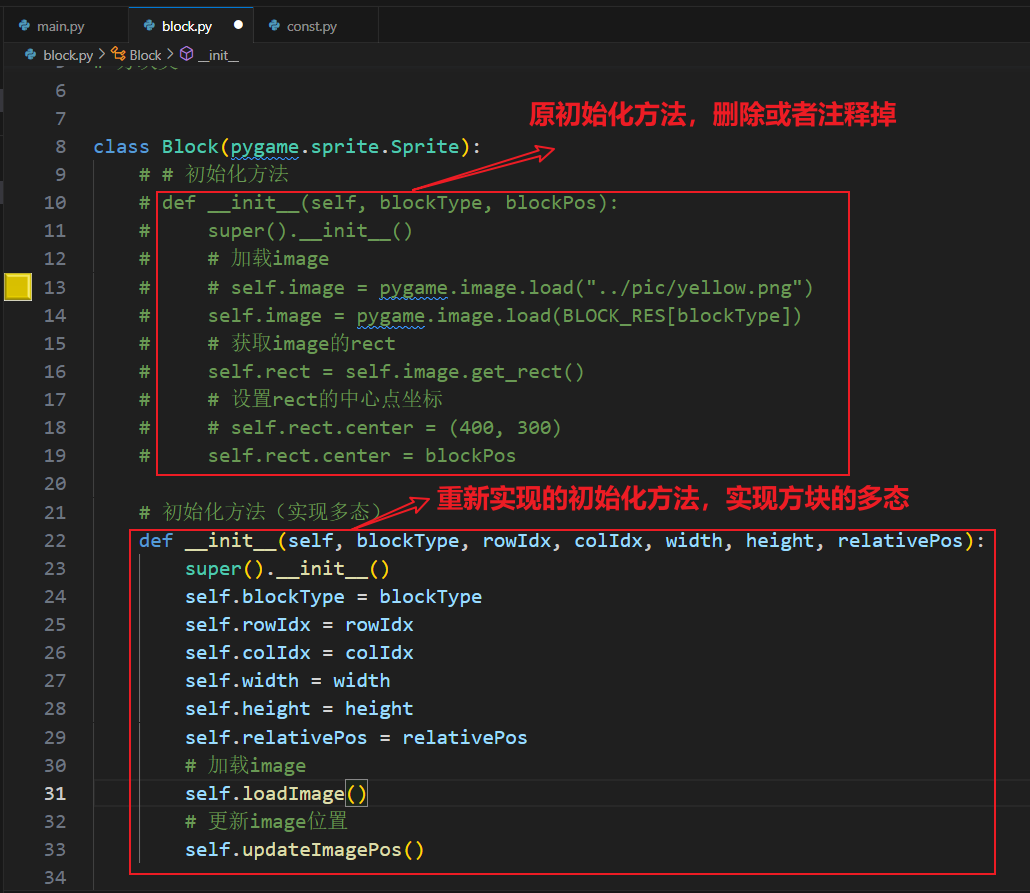 main.py block.py const.py
block.py > Block > __init__
6
7
原初始化方法，删除或者注释掉
8 class Block(pygame.sprite.Sprite):
9 # # 初始化方法
10 # def __init__(self, blockType, blockPos):
11 # super().__init__()
12 # # 加载image
13 # # self.image = pygame.image.load("../pic/yellow.png")
14 # self.image = pygame.image.load(BLOCK_RES[blockType])
15 # # 获取image的rect
16 # self.rect = self.image.get_rect()
17 # # 设置rect的中心点坐标
18 # # self.rect.center = (400, 300)
19 # self.rect.center = blockPos
20
重新实现的初始化方法，实现方块的多态
21 # 初始化方法（实现多态）
22 def __init__(self, blockType, rowIdx, colIdx, width, height, relativePos):
23 super().__init__()
24 self.blockType = blockType
25 self.rowIdx = rowIdx
26 self.colIdx = colIdx
27 self.width = width
28 self.height = height
29 self.relativePos = relativePos
30 # 加载image
31 self.loadImage()
32 # 更新image位置
33 self.updateImagePos()
34